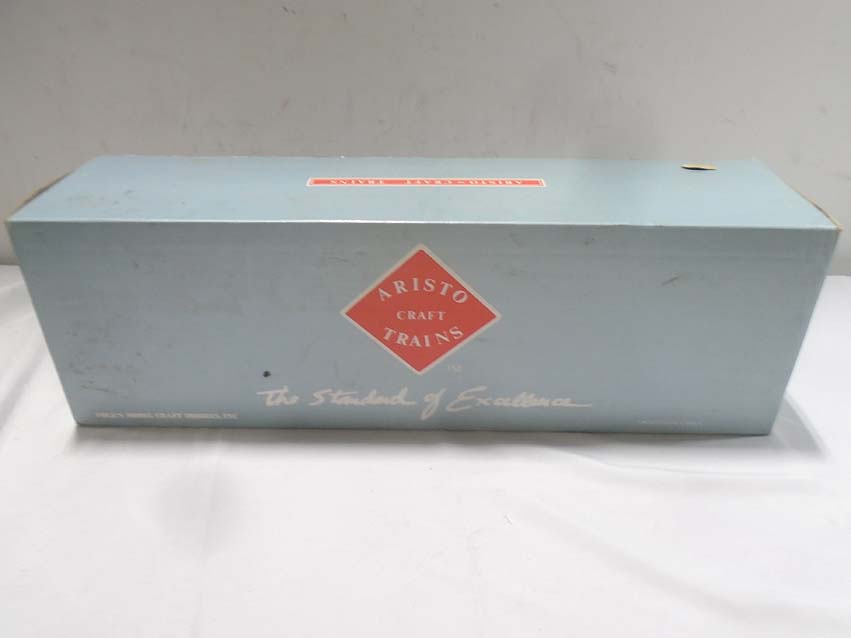 ARISTO-CRAFT TRAINS
ARISTO
CRAFT
TRAINS
The Standard of Excellence